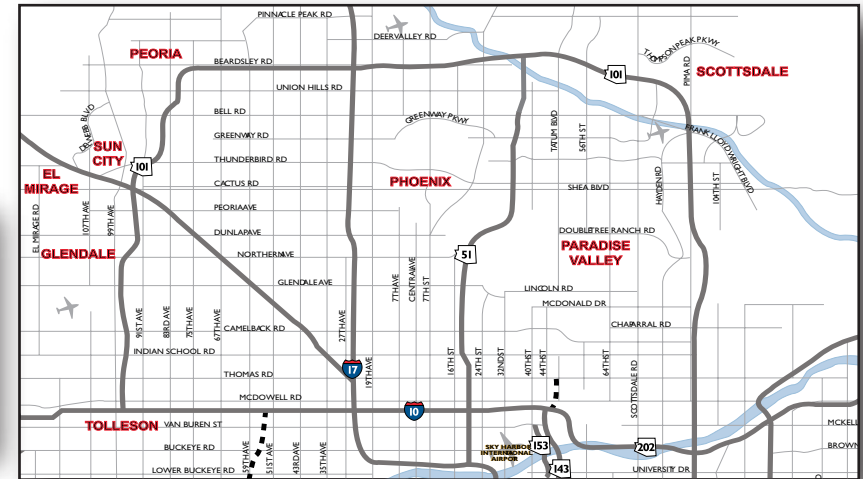 PINNACLE PEAK RD
DEERVALLEY RD
THOMPSON PEAK PKWY
PEORIA
BEARDSLEY RD
101
PIMA RD
SCOTTSDALE
UNION HILLS RD
DEL WEBB BLVD
BELL RD
GREENWAY PKWY
TATUM BLVD
56TH ST
FRANK LLOYD WRIGHT BLVD
GREENWAY RD
SUN
CITY
THUNDERBIRD RD
101
EL
MIRAGE
CACTUS RD
PHOENIX
SHEA BLVD
HAYDEN RD
104TH ST
EL MIRAGE RD
107TH AVE
99TH AVE
PEORIA AVE
DUNLAP AVE
DOUBLETREE RANCH RD
GLENDALE
NORTHERN AVE
51
PARADISE
VALLEY
GLENDALE AVE
7TH AVE
CENTRAL AVE
7TH ST
LINCOLN RD
MCDONALD DR
91ST AVE
83RD AVE
75TH AVE
67TH AVE
CAMELBACK RD
27TH AVE
CHAPARRAL RD
INDIAN SCHOOL RD
THOMAS RD
17
19TH AVE
16TH ST
24TH ST
32ND ST
40TH ST
44TH ST
64TH ST
SCOTTSDALE RD
MCDOWELL RD
10
TOLLESON
VAN BUREN ST
MCKELL
BUCKEYE RD
59TH AVE
51ST AVE
43RD AVE
35TH AVE
SKY HARBOR
INTERNATIONAL
AIRPOR
153
202
BROWN
LOWER BUCKEYE RD
143
UNIVERSITY DR